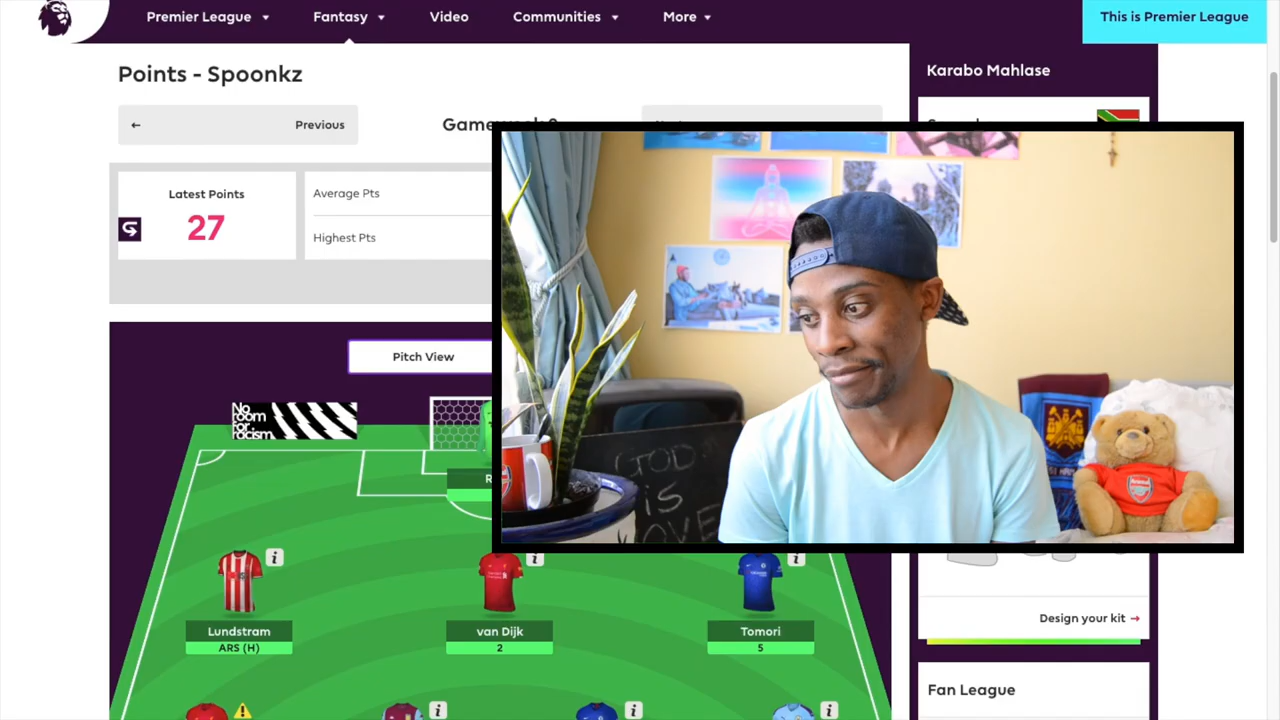 Premier League
Fantasy
Video
Communities
More
This is Premier League
Points - Spoonkz
Karabo Mahlase
← Previous
Latest Points
27
Average Pts
Highest Pts
Pitch View
No
room
for
racism
GOD
IS
LOVE
Arsenal
Lundstram
ARS (H)
van Dijk
2
Tomori
5
Design your kit →
Fan League